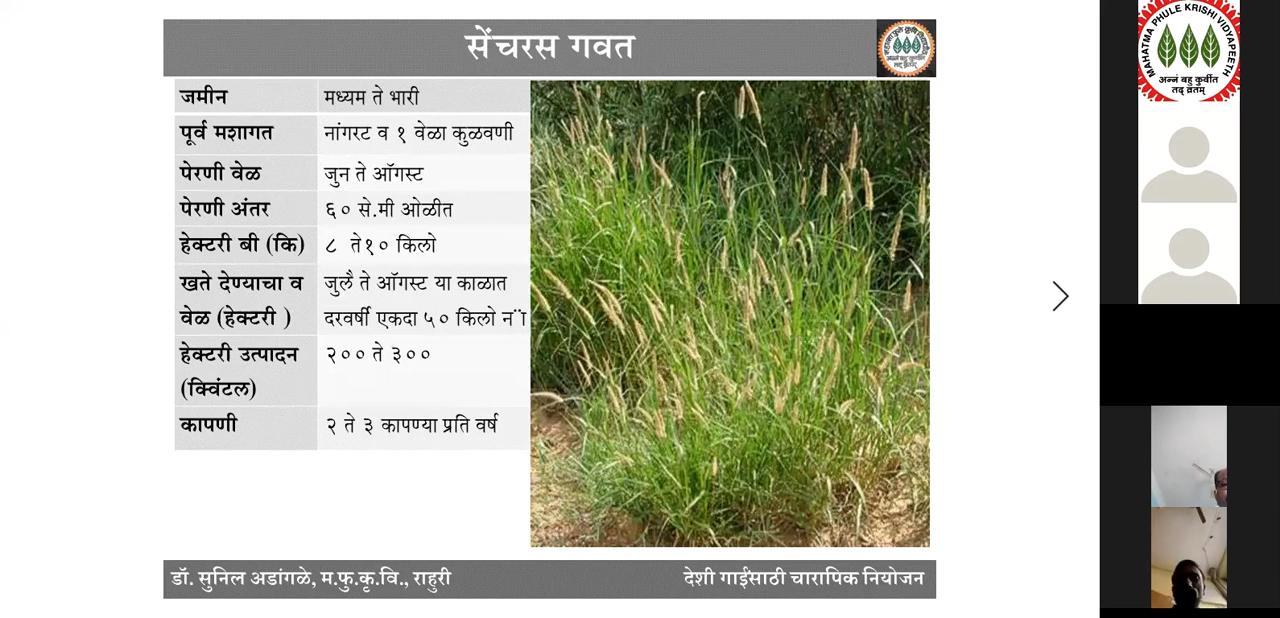 सेंचरस गवत
जमीन मध्यम ते भारी
पूर्व मशागत नांगरट व १ वेळा कुळवणी
पेरणी वेळ जुन ते ऑगस्ट
पेरणी अंतर ६० से.मी ओळीत
हेक्टरी बी (कि) ८ ते१० किलो
खते देण्याचा व जुलै ते ऑगस्ट या काळात
वेळ (हेक्टरी ) दरवर्षी एकदा ५० किलो
हेक्टरी उत्पादन २०० ते ३००
(क्विंटल)
कापणी २ ते ३ कापण्या प्रति वर्ष
डॉ. सुनिल अडांगळे, म.फु.कृ.वि., राहुरी
देशी गाईंसाठी चारापिक नियोजन
MAHATMA PHULE KRISHI VIDYAPEETH
अन्नं बहु कुर्वीत
तद् व्रतम्